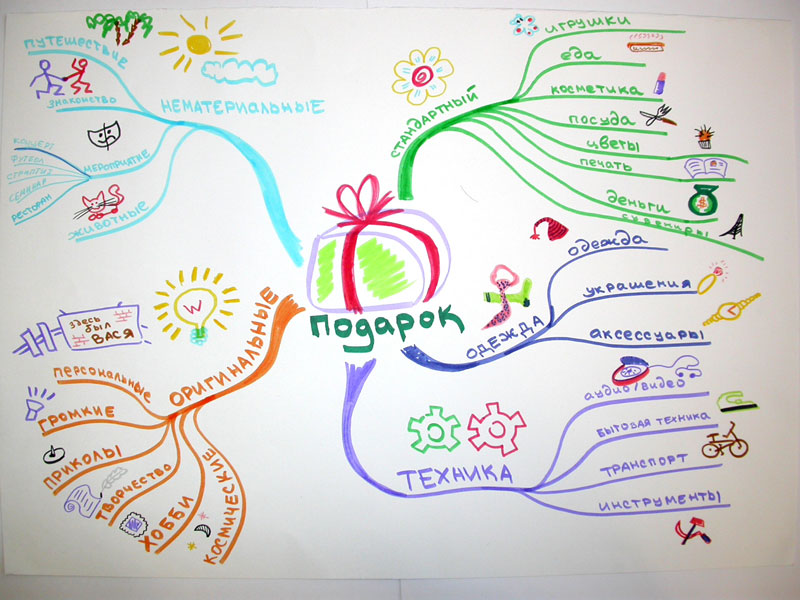 подарок
НЕМАТЕРИАЛЬНЫЕ
ПУТЕШЕСТВИЕ
ЗНАКОМСТВО
МЕРОПРИЯТИЕ
КОНЦЕРТ
ФУТБОЛ
СТРИПТИЗ
СЕМИНАР
РЕСТОРАН
ЖИВОТНЫЕ
СТАНДАРТНЫЙ
игрушки
еда
косметика
посуда
цветы
печать
деньги
сувениры
ОДЕЖДА
одежда
украшения
аксессуары
ТЕХНИКА
аудио/видео
БЫТОВАЯ ТЕХНИКА
ТРАНСПОРТ
ИНСТРУМЕНТЫ
ОРИГИНАЛЬНЫЕ
ПЕРСОНАЛЬНЫЕ
ГРОМКИЕ
ПРИКОЛЫ
ТВОРЧЕСТВО
ХОББИ
КОСМИЧЕСКИЕ
ЗДЕСЬ
БЫЛ
ВАСЯ